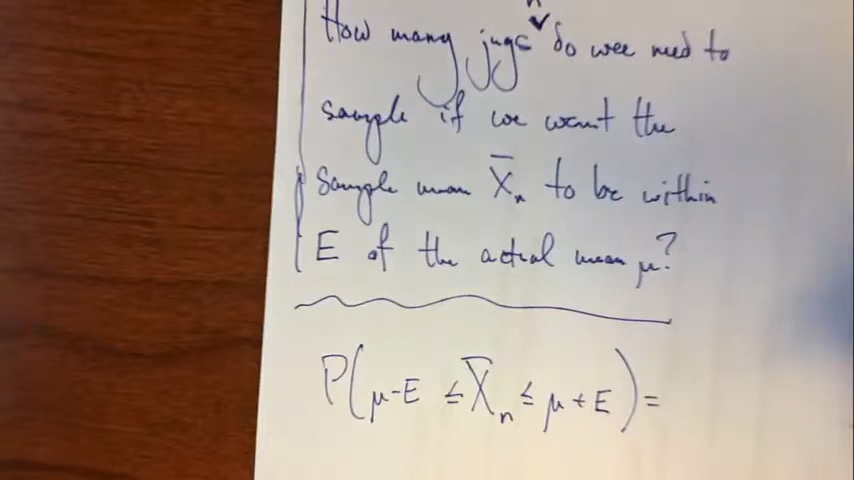 n
How many jugs do wee need to
sample if we want the
sample mean X̄ₙ to be within
E of the actual mean μ?
P(μ-E ≤ X̄ₙ ≤ μ + E) =